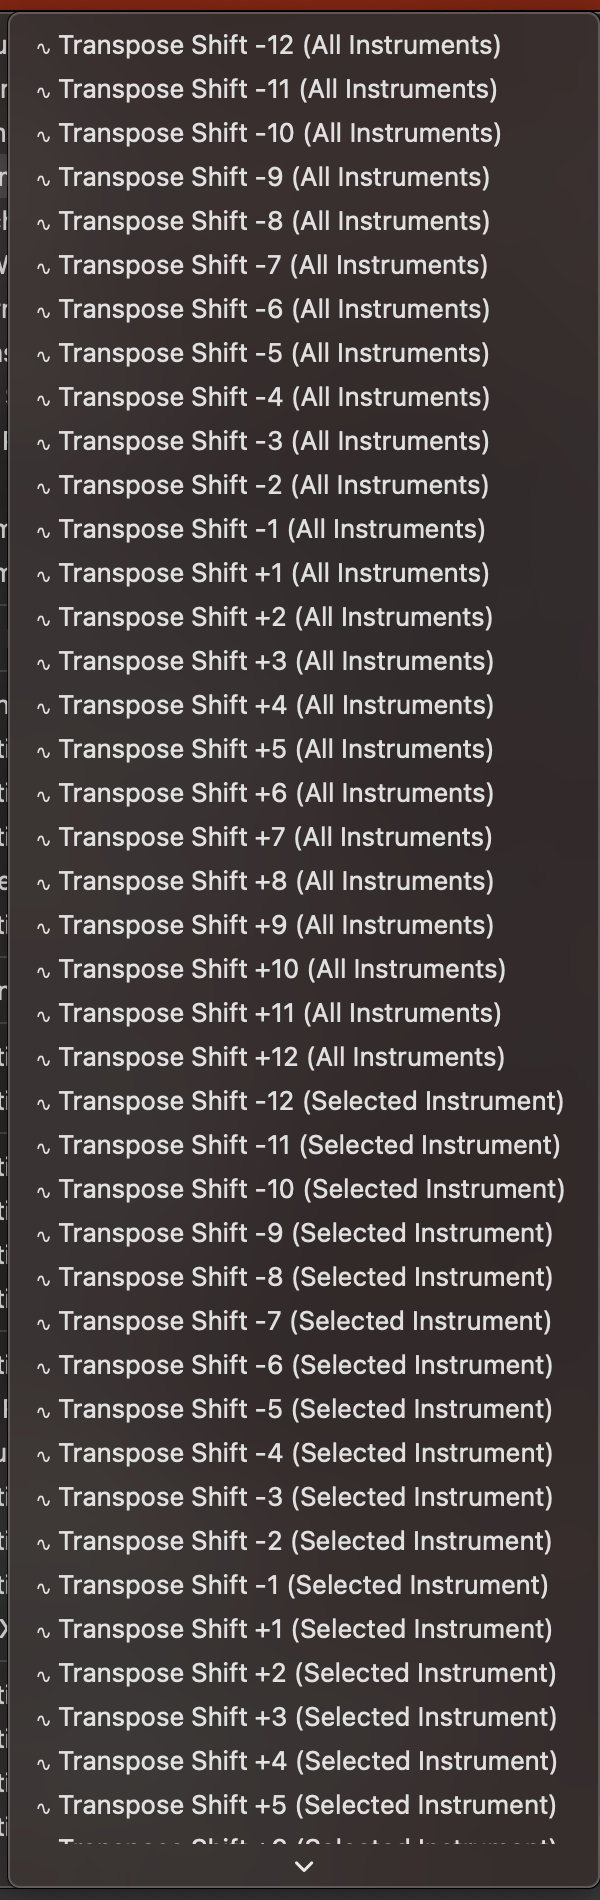 Transpose Shift -12 (All Instruments)
Transpose Shift -11 (All Instruments)
Transpose Shift -10 (All Instruments)
Transpose Shift -9 (All Instruments)
Transpose Shift -8 (All Instruments)
Transpose Shift -7 (All Instruments)
Transpose Shift -6 (All Instruments)
Transpose Shift -5 (All Instruments)
Transpose Shift -4 (All Instruments)
Transpose Shift -3 (All Instruments)
Transpose Shift -2 (All Instruments)
Transpose Shift -1 (All Instruments)
Transpose Shift +1 (All Instruments)
Transpose Shift +2 (All Instruments)
Transpose Shift +3 (All Instruments)
Transpose Shift +4 (All Instruments)
Transpose Shift +5 (All Instruments)
Transpose Shift +6 (All Instruments)
Transpose Shift +7 (All Instruments)
Transpose Shift +8 (All Instruments)
Transpose Shift +9 (All Instruments)
Transpose Shift +10 (All Instruments)
Transpose Shift +11 (All Instruments)
Transpose Shift +12 (All Instruments)
Transpose Shift -12 (Selected Instrument)
Transpose Shift -11 (Selected Instrument)
Transpose Shift -10 (Selected Instrument)
Transpose Shift -9 (Selected Instrument)
Transpose Shift -8 (Selected Instrument)
Transpose Shift -7 (Selected Instrument)
Transpose Shift -6 (Selected Instrument)
Transpose Shift -5 (Selected Instrument)
Transpose Shift -4 (Selected Instrument)
Transpose Shift -3 (Selected Instrument)
Transpose Shift -2 (Selected Instrument)
Transpose Shift -1 (Selected Instrument)
Transpose Shift +1 (Selected Instrument)
Transpose Shift +2 (Selected Instrument)
Transpose Shift +3 (Selected Instrument)
Transpose Shift +4 (Selected Instrument)
Transpose Shift +5 (Selected Instrument)